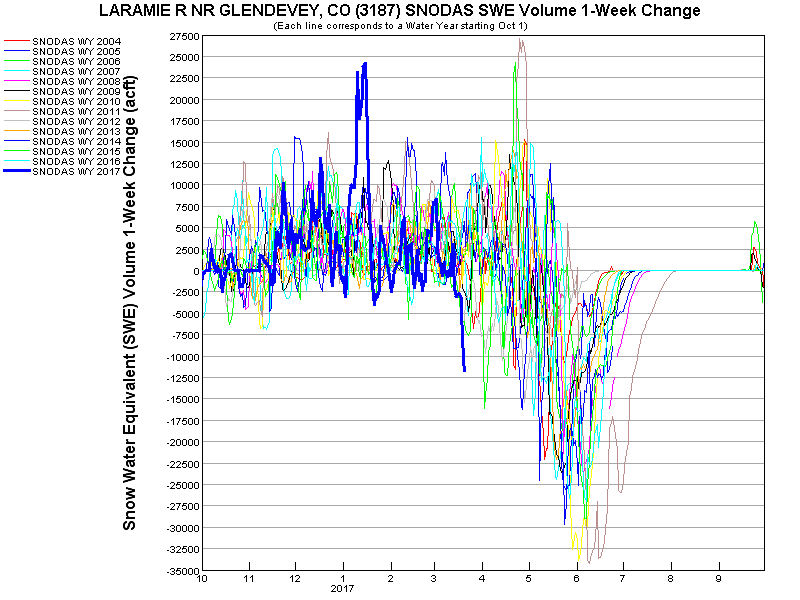 LARAMIE R NR GLENDEVEY, CO (3187) SNODAS SWE Volume 1-Week Change
(Each line corresponds to a Water Year starting Oct 1)
SNODAS WY 2004
SNODAS WY 2005
SNODAS WY 2006
SNODAS WY 2007
SNODAS WY 2008
SNODAS WY 2009
SNODAS WY 2010
SNODAS WY 2011
SNODAS WY 2012
SNODAS WY 2013
SNODAS WY 2014
SNODAS WY 2015
SNODAS WY 2016
SNODAS WY 2017
Snow Water Equivalent (SWE) Volume 1-Week Change (acft)
27500
25000
22500
20000
17500
15000
12500
10000
7500
5000
2500
0
-2500
-5000
-7500
-10000
-12500
-15000
-17500
-20000
-22500
-25000
-27500
-30000
-32500
-35000
10 11 12 1 2 3 4 5 6 7 8 9
2017